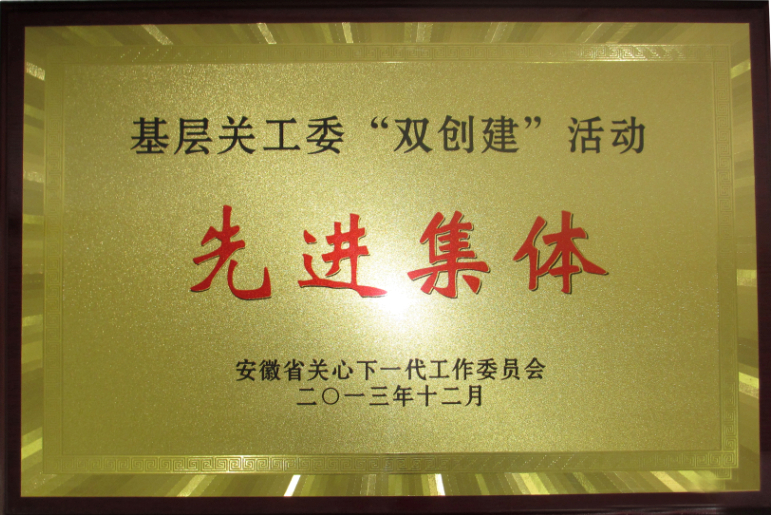 基层关工委“双创建”活动
先进集体
安徽省关心下一代工作委员会
二〇一三年十二月